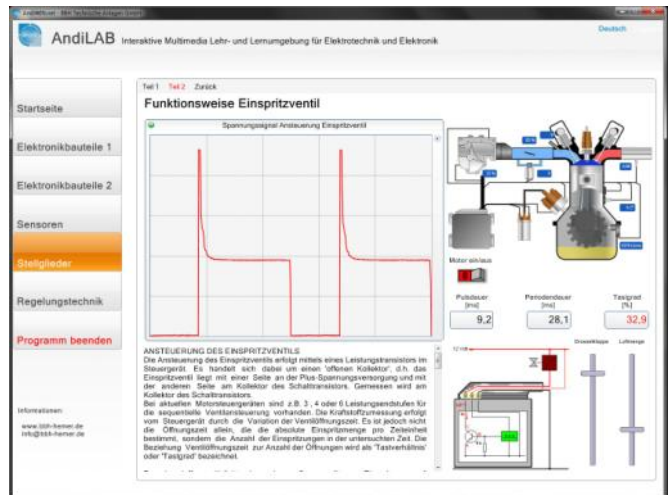 Deutsch
AndiLAB Interaktive Multimedia Lehr- und Lernumgebung für Elektrotechnik und Elektronik
Teil 1 Teil 2 Zurück
Funktionsweise Einspritzventil
Startseite
Elektronikbauteile 1
Elektronikbauteile 2
Sensoren
Stellglieder
Regelungstechnik
Programm beenden
Informationen
www.bbh-hemer.de
info@bbh-hemer.de
Spannungssignal Ansteuerung Einspritzventil
Motor ein/aus
Pulsdauer [ms]
9,2
Periodendauer [ms]
28,1
Tastgrad [%]
32,9
Drosselklappe
Luftmenge
ANSTEUERUNG DES EINSPRITZVENTILS
Die Ansteuerung des Einspritzventils erfolgt mittels eines Leistungstransistors im
Steuergerät. Es handelt sich dabei um einen 'offenen Kollektor', d.h. das
Einspritzventil liegt mit einer Seite an der Plus-Spannungsversorgung und mit
der anderen Seite am Kollektor des Schalttransistors. Gemessen wird am
Kollektor des Schalttransistors.
Bei aktuellen Motorsteuergeräten sind z.B. 3 , 4 oder 6 Leistungsendstufen für
die sequentielle Ventilansteuerung vorhanden. Die Kraftstoffzumessung erfolgt
vom Steuergerät durch die Variation der Ventilöffnungszeit. Es ist jedoch nicht
die Öffnungszeit allein, die die absolute Einspritzmenge pro Zeiteinheit
bestimmt, sondern die Anzahl der Einspritzungen in der untersuchten Zeit. Die
Beziehung Ventilöffnungszeit zur Anzahl der Öffnungen wird als 'Tastverhältnis'
oder 'Tastgrad' bezeichnet.